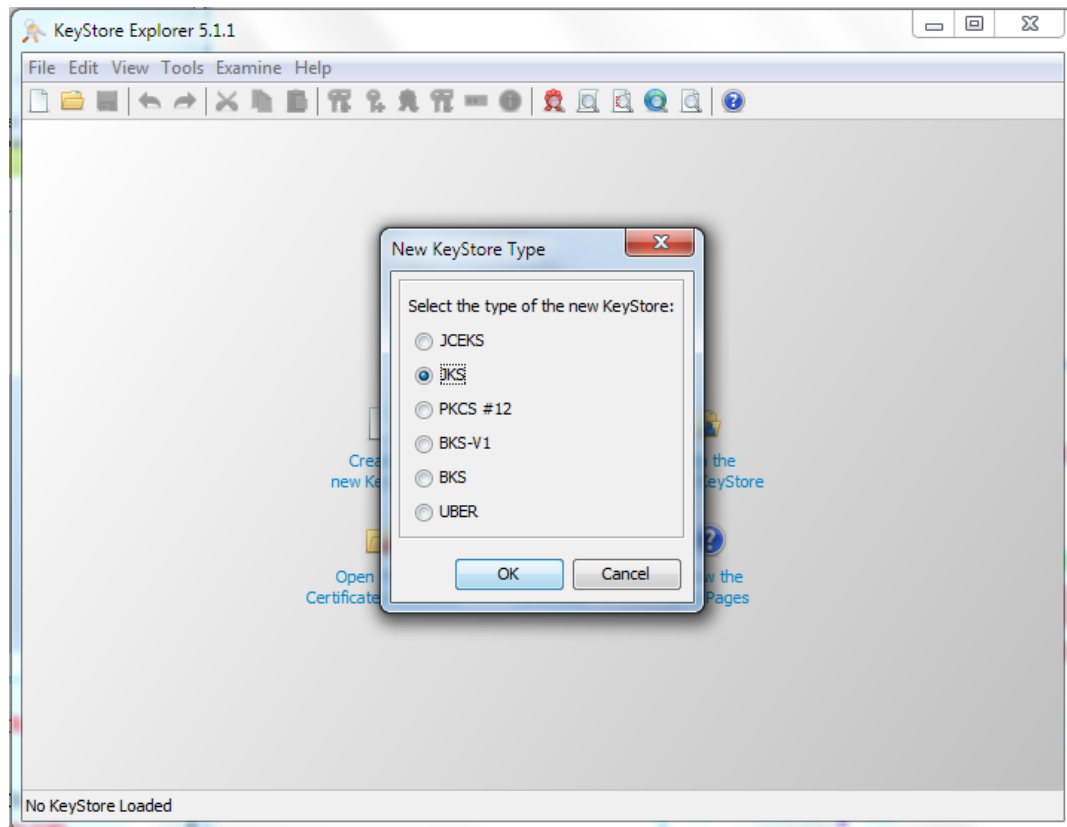 KeyStore Explorer 5.1.1
File Edit View Tools Examine Help
New KeyStore Type
Select the type of the new KeyStore:
JCEKS
JKS
PKCS #12
BKS-V1
BKS
UBER
OK Cancel
new the
eyStore
Open the
Certificate Pages
No KeyStore Loaded